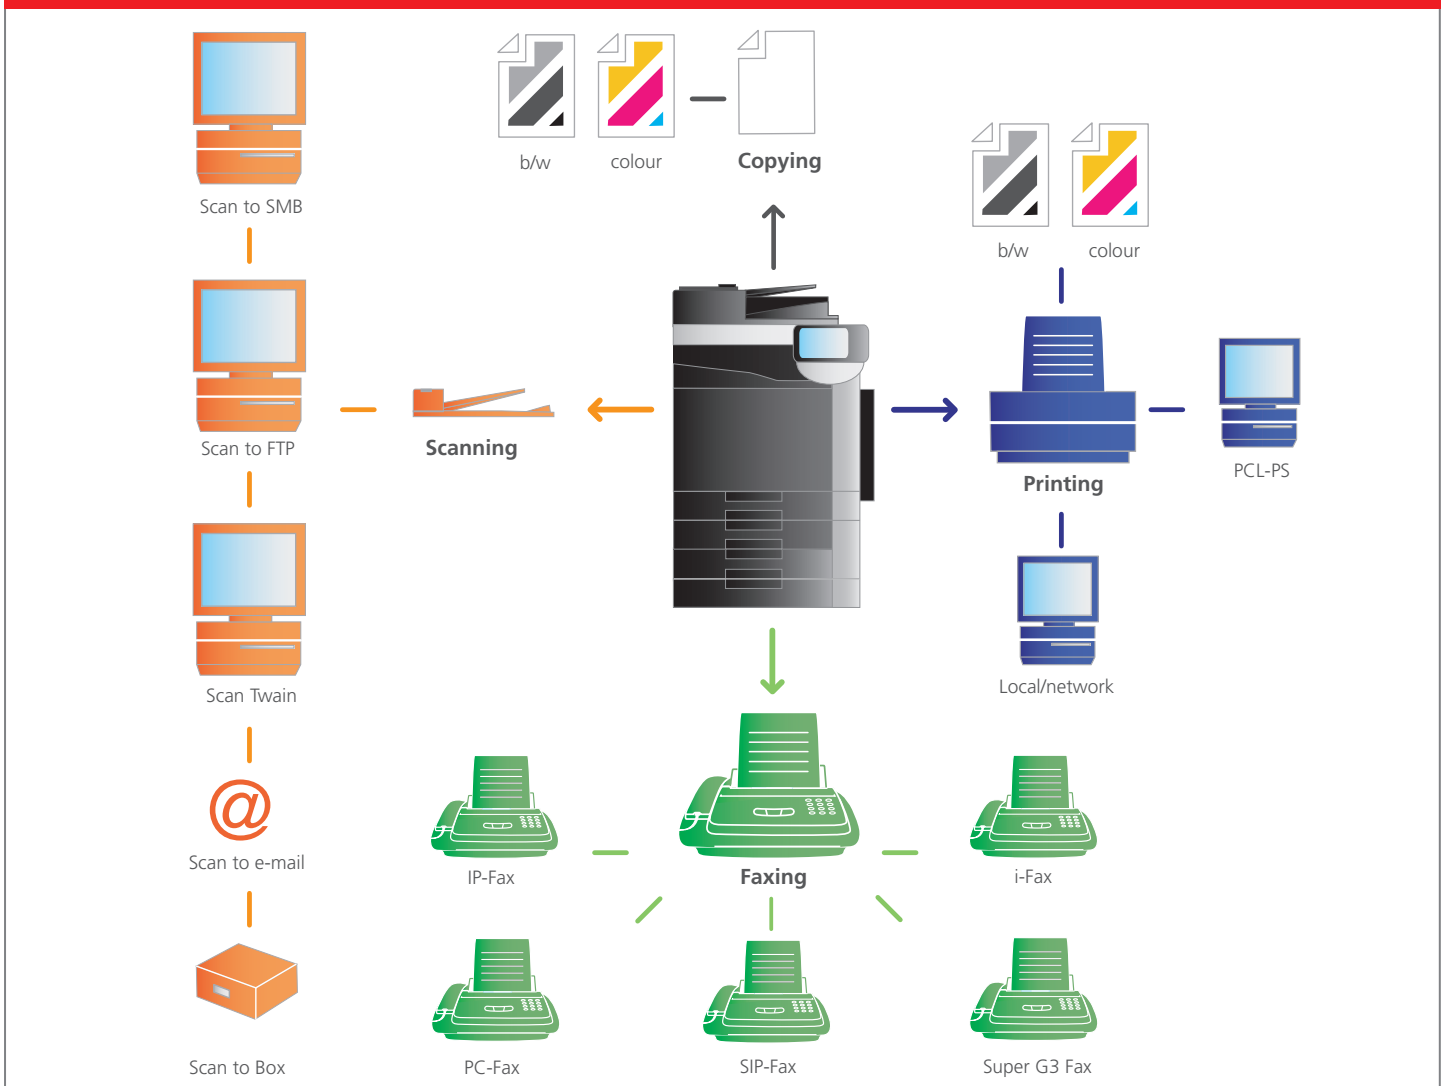 b/w
colour
Copying
Scan to SMB
b/w
colour
Scan to FTP
Scanning
PCL-PS
Printing
Scan Twain
Local/network
Scan to e-mail
@
IP-Fax
Faxing
i-Fax
Scan to Box
PC-Fax
SIP-Fax
Super G3 Fax